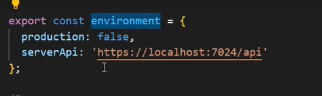 export const environment = {
production: false,
serverApi: 'https://localhost:7024/api'
};